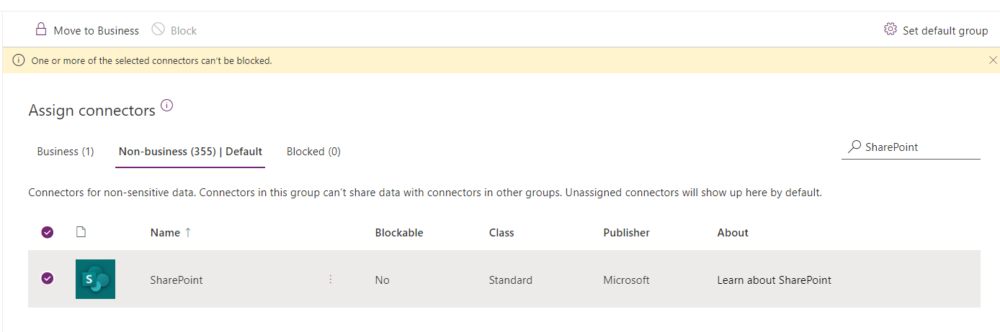 Move to Business Block Set default group
One or more of the selected connectors can't be blocked.
Assign connectors
Business (1) Non-business (355) | Default Blocked (0) SharePoint
Connectors for non-sensitive data. Connectors in this group can't share data with connectors in other groups. Unassigned connectors will show up here by default.
Name ↑ Blockable Class Publisher About
S SharePoint No Standard Microsoft Learn about SharePoint